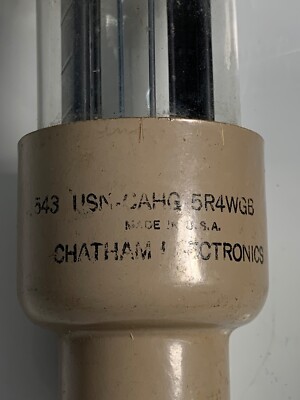 543 USN-CAHG 5R4WGB
MADE IN U.S.A.
CHATHAM ELECTRONICS